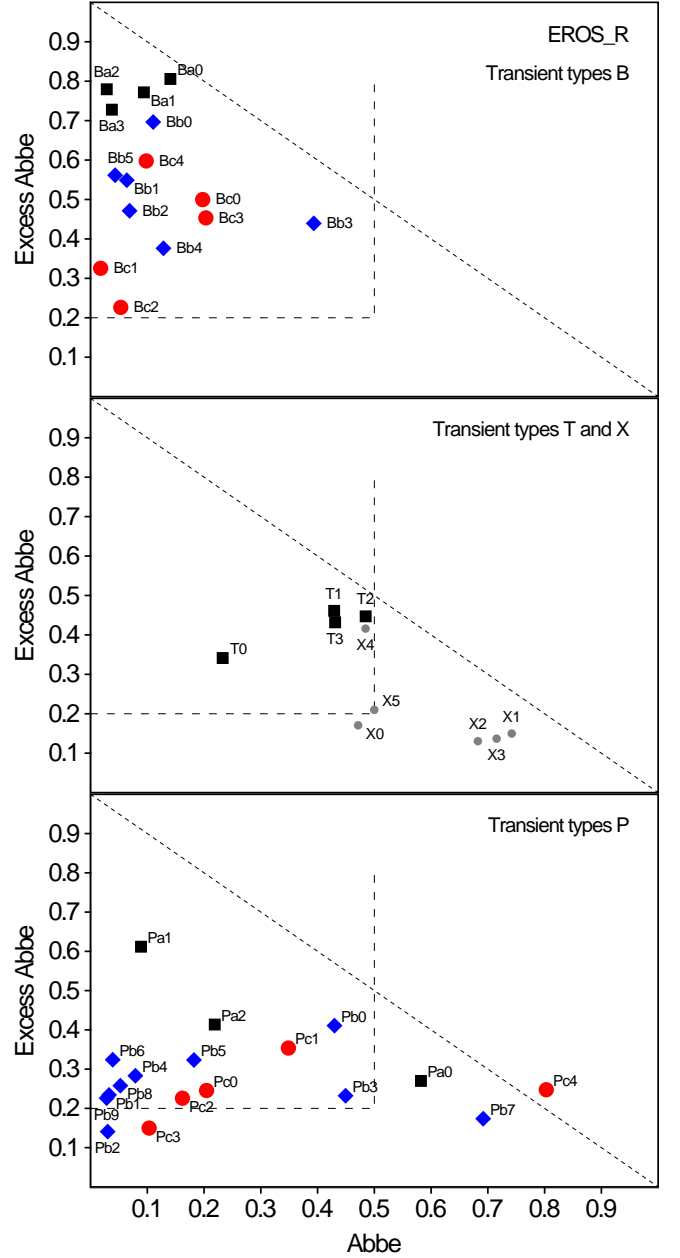 EROS_R
Transient types B
Excess Abbe
0.9
0.8
0.7
0.6
0.5
0.4
0.3
0.2
0.1
Ba0
Ba2
Ba1
Ba3
Bb0
Bb5
Bc4
Bb1
Bc0
Bb2
Bc3
Bb3
Bb4
Bc1
Bc2
Transient types T and X
Excess Abbe
0.9
0.8
0.7
0.6
0.5
0.4
0.3
0.2
0.1
T1
T2
T3
X4
T0
X5
X0
X2
X1
X3
Transient types P
Excess Abbe
0.9
0.8
0.7
0.6
0.5
0.4
0.3
0.2
0.1
Pa1
Pa2
Pb0
Pc1
Pb6
Pb5
Pb4
Pc0
Pb3
Pa0
Pc4
Pb8
Pb1
Pc2
Pb7
Pb9
Pc3
Pb2
0.1 0.2 0.3 0.4 0.5 0.6 0.7 0.8 0.9
Abbe